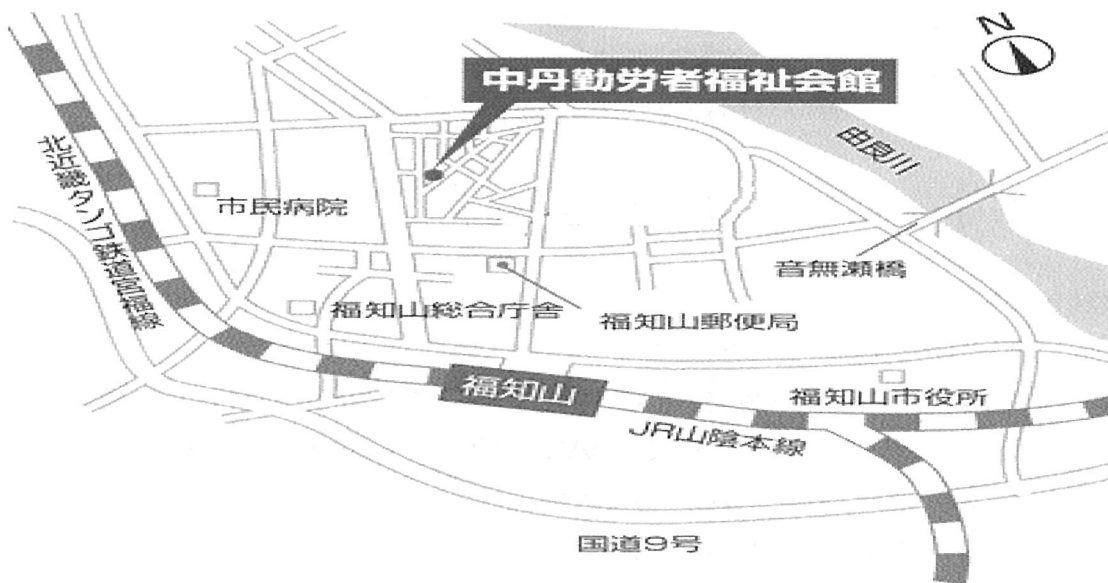 N
中丹勤労者福祉会館
由良川
北近畿タンゴ鉄道宮福線
市民病院
音無瀬橋
福知山総合庁舎
福知山郵便局
福知山
福知山市役所
JR山陰本線
国道9号